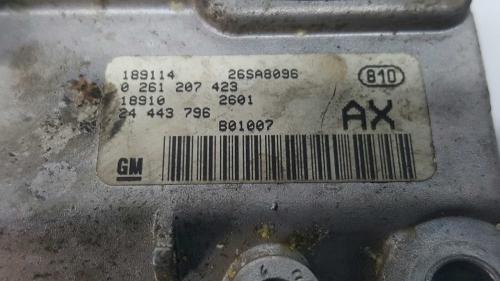 189114 26SA8096 810
0 261 207 423
18910 2601
24 443 796 AX
B01007
GM